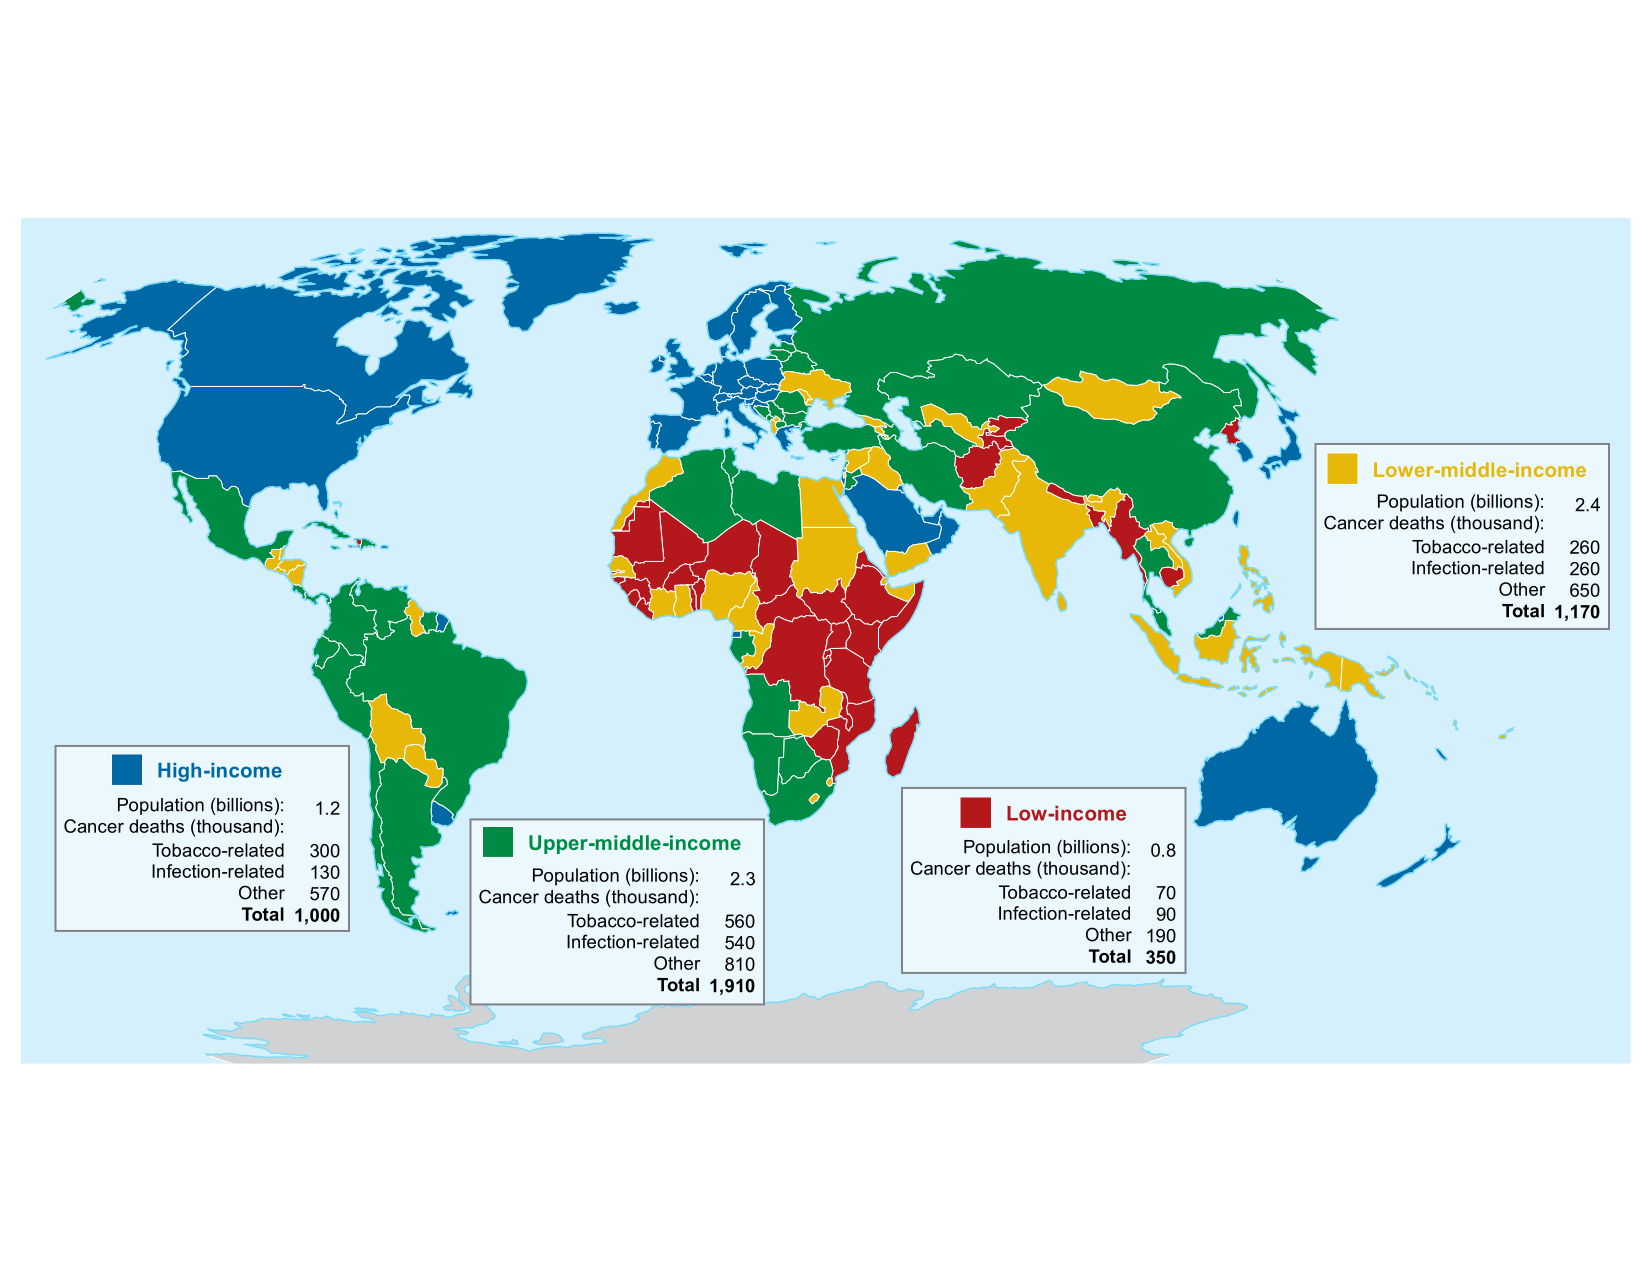 Lower-middle-income
Population (billions): 2.4
Cancer deaths (thousand):
Tobacco-related 260
Infection-related 260
Other 650
Total 1,170
High-income
Population (billions): 1.2
Cancer deaths (thousand):
Tobacco-related 300
Infection-related 130
Other 570
Total 1,000
Upper-middle-income
Population (billions): 2.3
Cancer deaths (thousand):
Tobacco-related 560
Infection-related 540
Other 810
Total 1,910
Low-income
Population (billions): 0.8
Cancer deaths (thousand):
Tobacco-related 70
Infection-related 90
Other 190
Total 350